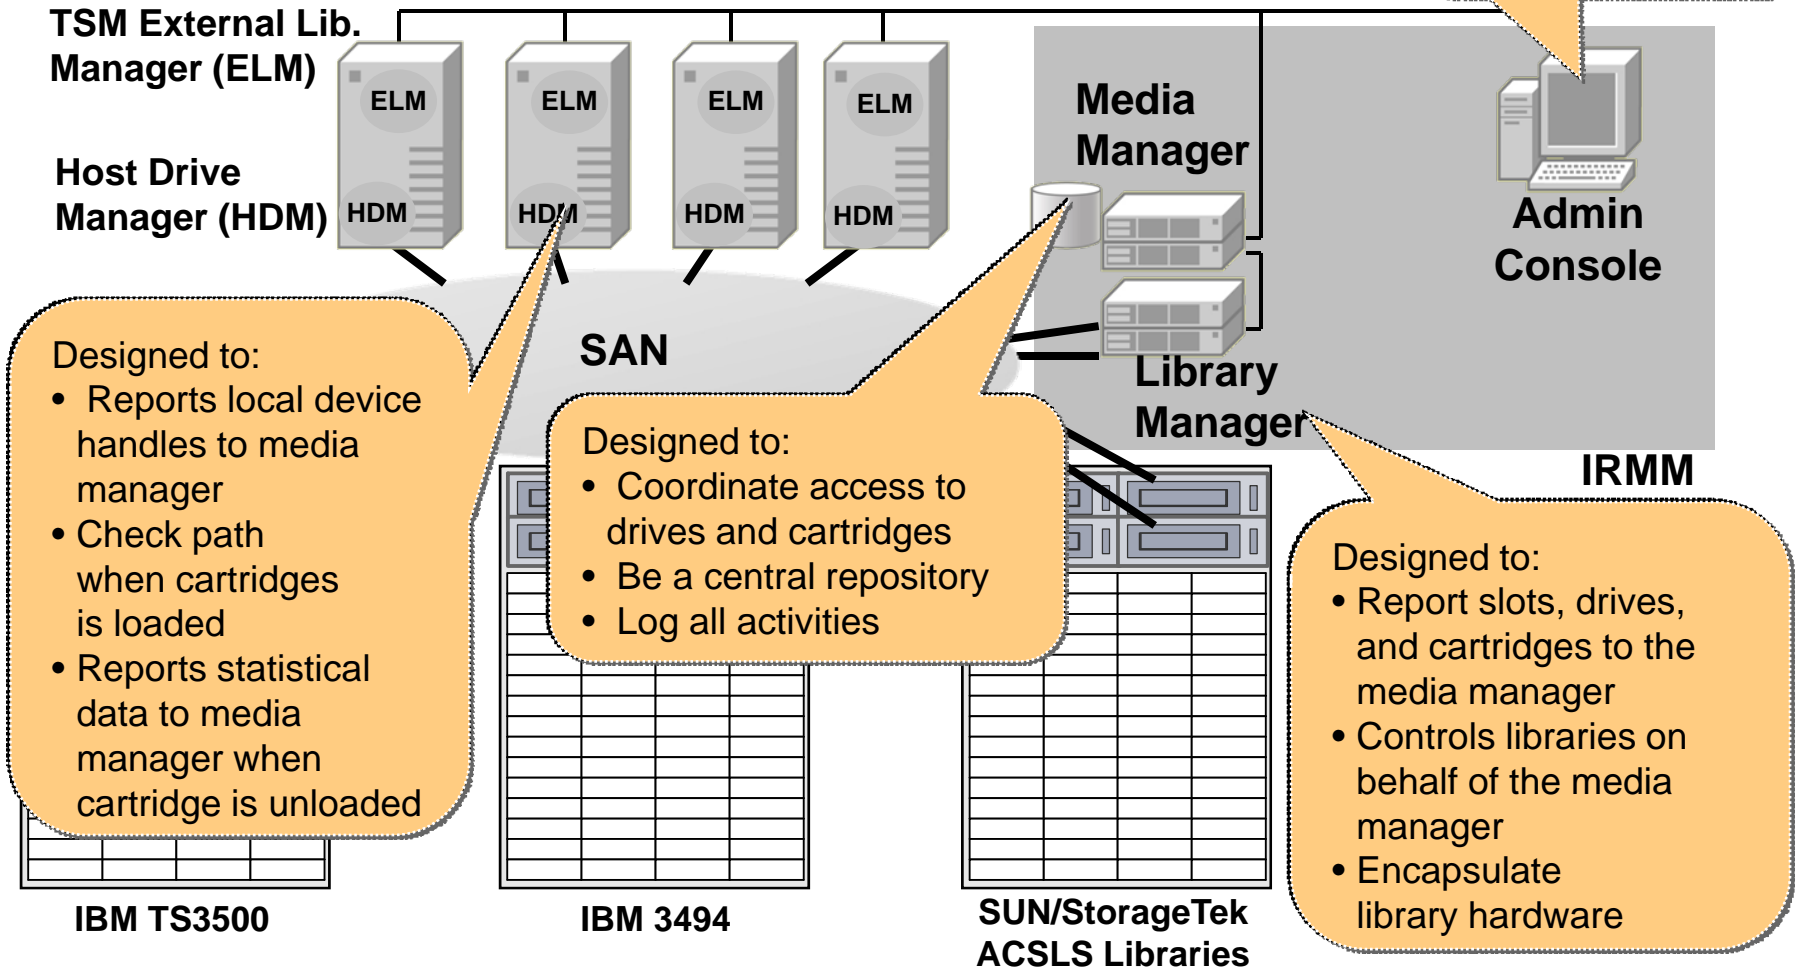 TSM External Lib.
Manager (ELM)
ELM
ELM
ELM
ELM
Host Drive
Manager (HDM)
HDM
HDM
HDM
HDM
Media
Manager
Admin
Console
SAN
Library
Manager
IRMM
Designed to:
• Reports local device
handles to media
manager
• Check path
when cartridges
is loaded
• Reports statistical
data to media
manager when
cartridge is unloaded
Designed to:
• Coordinate access to
drives and cartridges
• Be a central repository
• Log all activities
Designed to:
• Report slots, drives,
and cartridges to the
media manager
• Controls libraries on
behalf of the media
manager
• Encapsulate
library hardware
IBM TS3500
IBM 3494
SUN/StorageTek
ACSLS Libraries